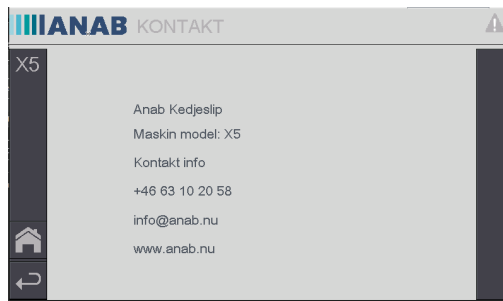 ANAB KONTAKT
X5
Anab Kedjeslip
Maskin model: X5
Kontakt info
+46 63 10 20 58
info@anab.nu
www.anab.nu